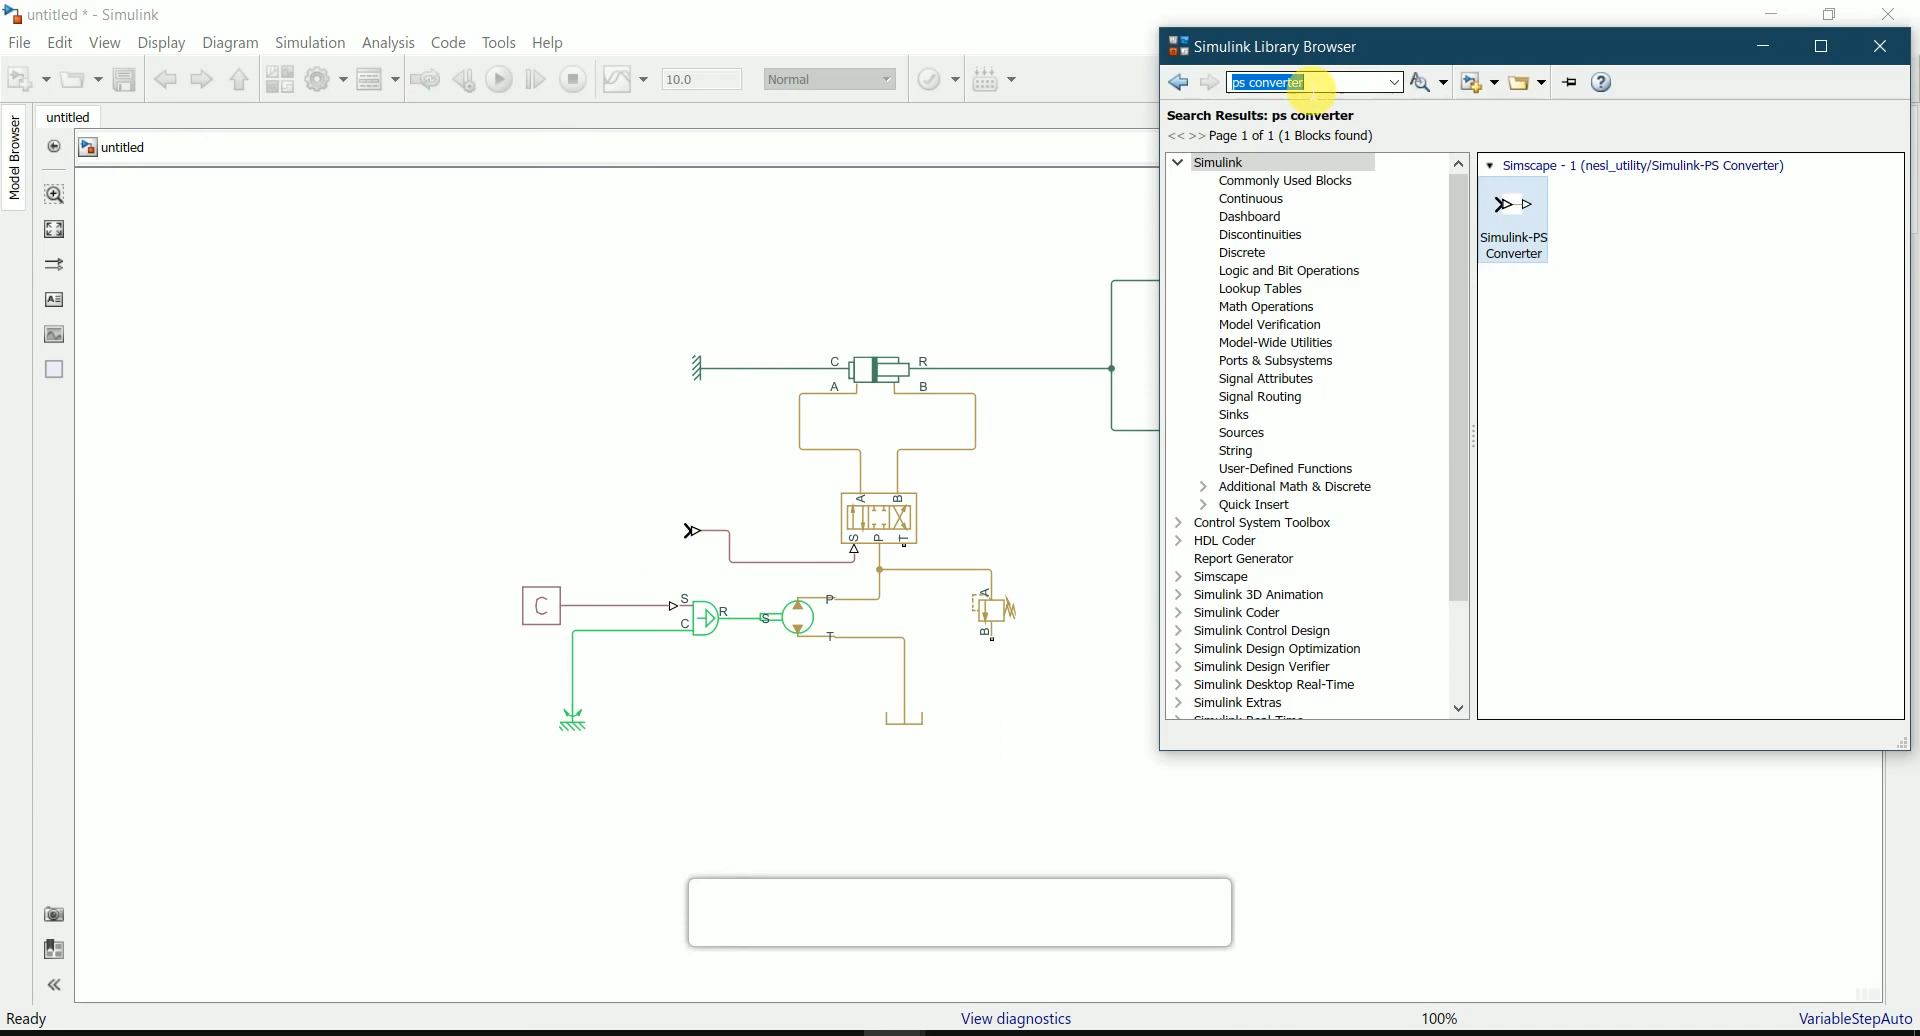 untitled * - Simulink
File Edit View Display Diagram Simulation Analysis Code Tools Help
10.0
Normal
untitled
Model Browser
untitled
C R
A B
A B
S P T
C
S
C
R
S
P
T
A
B
Simulink Library Browser
ps converter
Search Results: ps converter
<< >> Page 1 of 1 (1 Blocks found)
Simulink
Commonly Used Blocks
Continuous
Dashboard
Discontinuities
Discrete
Logic and Bit Operations
Lookup Tables
Math Operations
Model Verification
Model-Wide Utilities
Ports & Subsystems
Signal Attributes
Signal Routing
Sinks
Sources
String
User-Defined Functions
Additional Math & Discrete
Quick Insert
Control System Toolbox
HDL Coder
Report Generator
Simscape
Simulink 3D Animation
Simulink Coder
Simulink Control Design
Simulink Design Optimization
Simulink Design Verifier
Simulink Desktop Real-Time
Simulink Extras
Simulink Real-Time
Simscape - 1 (nesl_utility/Simulink-PS Converter)
Simulink-PS
Converter
Ready
View diagnostics
100%
VariableStepAuto